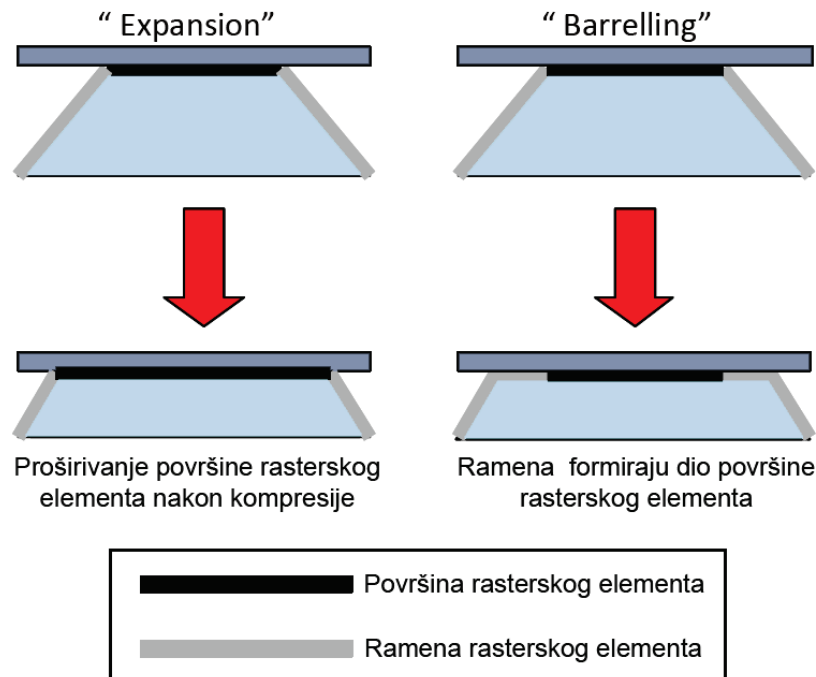 “ Expansion”
“ Barrelling”
Proširivanje površine rasterskog
elementa nakon kompresije
Ramena formiraju dio površine
rasterskog elementa
Površina rasterskog elementa
Ramena rasterskog elementa